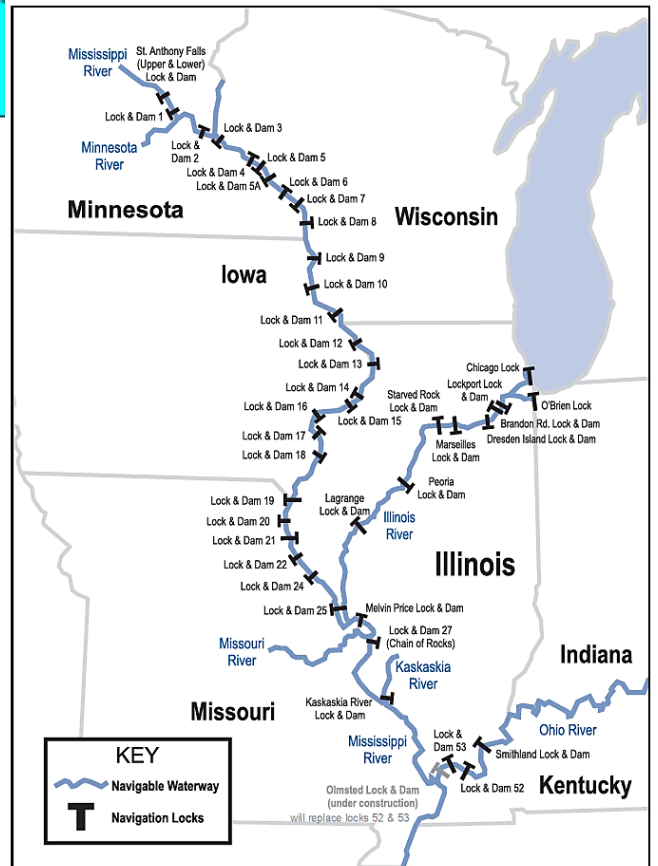 Mississippi
River
St. Anthony Falls
(Upper & Lower)
Lock & Dam
Lock & Dam 1
Minnesota
River
Lock &
Dam 2
Lock & Dam 3
Lock & Dam 4
Lock & Dam 5
Lock & Dam 5A
Lock & Dam 6
Lock & Dam 7
Minnesota
Lock & Dam 8
Wisconsin
Iowa
Lock & Dam 9
Lock & Dam 10
Lock & Dam 11
Lock & Dam 12
Lock & Dam 13
Chicago Lock
Lockport Lock
& Dam
Lock & Dam 14
Starved Rock
Lock & Dam
O'Brien Lock
Lock & Dam 16
Lock & Dam 15
Brandon Rd. Lock & Dam
Dresden Island Lock & Dam
Lock & Dam 17
Marseilles
Lock & Dam
Lock & Dam 18
Peoria
Lock & Dam
Lock & Dam 19
Lagrange
Lock & Dam
Lock & Dam 20
Illinois
River
Lock & Dam 21
Lock & Dam 22
Illinois
Lock & Dam 24
Lock & Dam 25
Melvin Price Lock & Dam
Lock & Dam 27
(Chain of Rocks)
Missouri
River
Kaskaskia
River
Indiana
Missouri
Kaskaskia River
Lock & Dam
Mississippi
River
Lock &
Dam 53
Ohio River
Smithland Lock & Dam
Lock & Dam 52
Kentucky
Olmsted Lock & Dam
(under construction)
will replace locks 52 & 53
KEY
Navigable Waterway
Navigation Locks